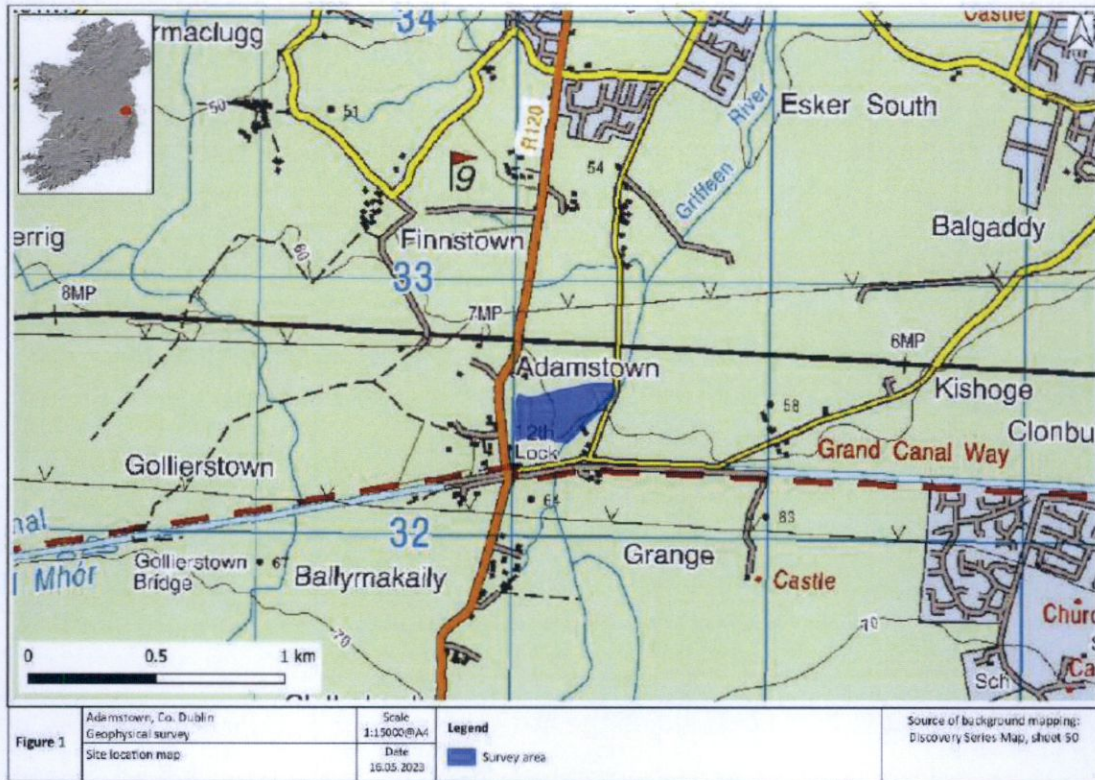 34
Castle
rmaclugg
50
51
R120
River
Esker South
9
54
Griffeen
Balgaddy
errig
60
Finnstown
33
8MP
7MP
6MP
Adamstown
Kishoge
58
12th
Lock
Clonbu
Gollierstown
Grand Canal Way
64
nal
32
63
Grange
l Mhór
Gollierstown
Bridge
67
Ballymakaily
Castle
70
70
Churc
S
Ca
Sch
0 0.5 1 km
Figure 1
Adamstown, Co. Dublin
Geophysical survey
Site location map
Scale
1:15000@A4
Date
16.05.2023
Legend
Survey area
Source of background mapping:
Discovery Series Map, sheet 50